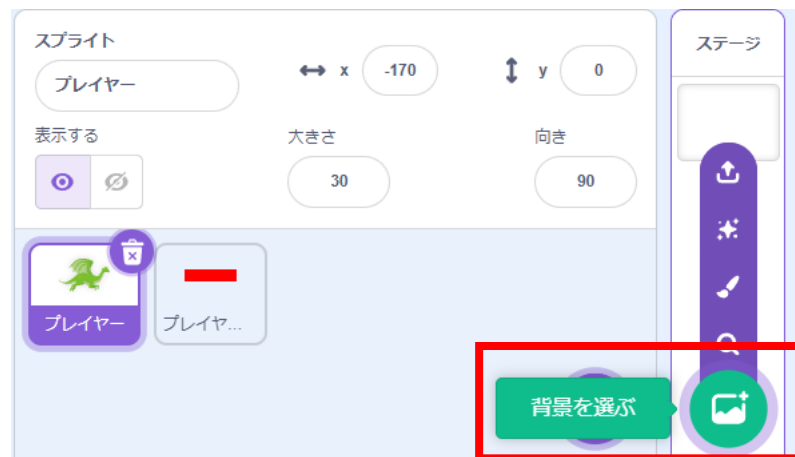 スプライト
プレイヤー
x -170
y 0
ステージ
表示する
大きさ
30
向き
90
プレイヤー
プレイヤ...
背景を選ぶ